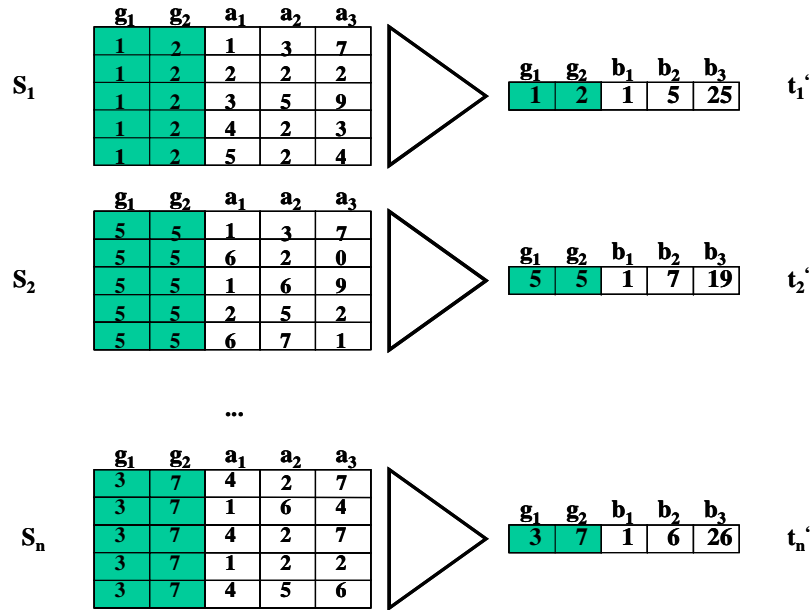 g₁ g₂ a₁ a₂ a₃
1 2 1 3 7
1 2 2 2 2
1 2 3 5 9
1 2 4 2 3
1 2 5 2 4
S₁
g₁ g₂ b₁ b₂ b₃
1 2 1 5 25
t₁‘
g₁ g₂ a₁ a₂ a₃
5 5 1 3 7
5 5 6 2 0
5 5 1 6 9
5 5 2 5 2
5 5 6 7 1
S₂
g₁ g₂ b₁ b₂ b₃
5 5 1 7 19
t₂‘
...
g₁ g₂ a₁ a₂ a₃
3 7 4 2 7
3 7 1 6 4
3 7 4 2 7
3 7 1 2 2
3 7 4 5 6
Sₙ
g₁ g₂ b₁ b₂ b₃
3 7 1 6 26
tₙ‘